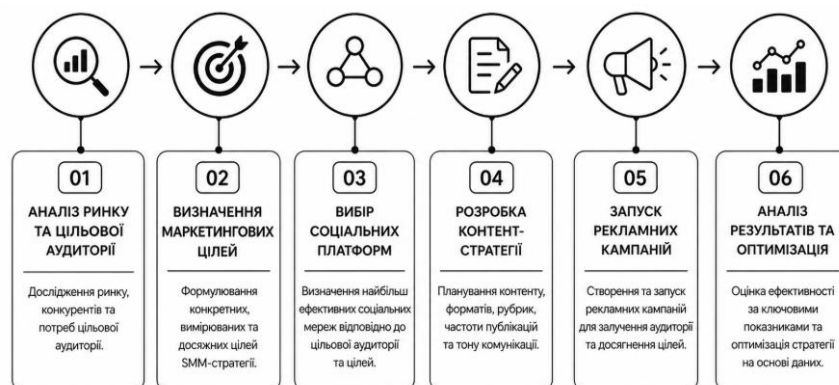 01
АНАЛІЗ РИНКУ
ТА ЦІЛЬОВОЇ
АУДИТОРІЇ
Дослідження ринку,
конкурентів та
потреб цільової
аудиторії.
02
ВИЗНАЧЕННЯ
МАРКЕТИНГОВИХ
ЦІЛЕЙ
Формулювання
конкретних,
вимірюваних та
досяжних цілей
SMM-стратегії.
03
ВИБІР
СОЦІАЛЬНИХ
ПЛАТФОРМ
Визначення найбільш
ефективних соціальних
мереж відповідно до
цільової аудиторії
та цілей.
04
РОЗРОБКА
КОНТЕНТ-
СТРАТЕГІЇ
Планування контенту,
форматів, рубрик,
частоти публікацій
та тону комунікації.
05
ЗАПУСК
РЕКЛАМНИХ
КАМПАНІЙ
Створення та запуск
рекламних кампаній
для залучення аудиторії
та досягнення цілей.
06
АНАЛІЗ
РЕЗУЛЬТАТІВ ТА
ОПТИМІЗАЦІЯ
Оцінка ефективності
за ключовими
показниками та
оптимізація стратегії
на основі даних.